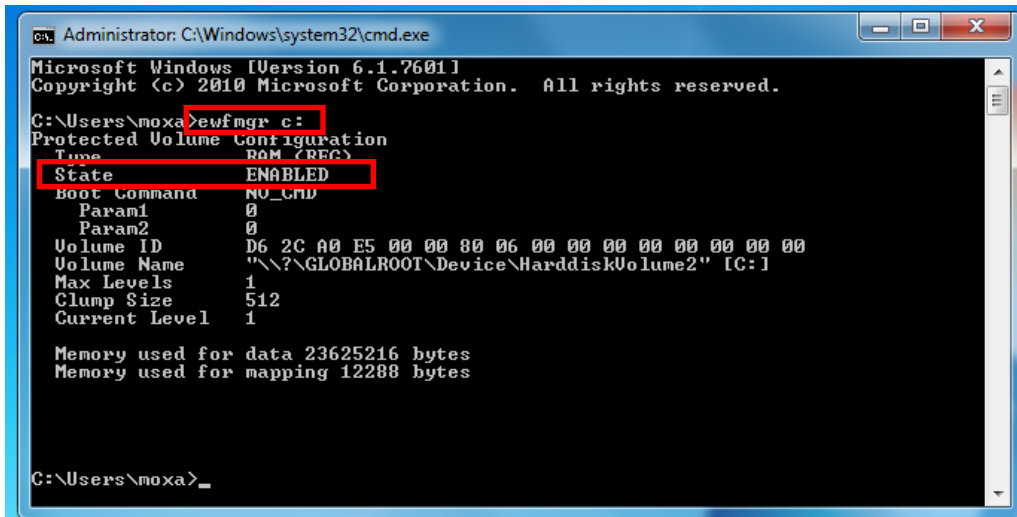 Administrator: C:\Windows\system32\cmd.exe
Microsoft Windows [Version 6.1.7601]
Copyright (c) 2010 Microsoft Corporation.  All rights reserved.
C:\Users\moxa>ewfmgr c:
Protected Volume Configuration
  Type            RAM (REG)
  State           ENABLED
  Boot Command    NO_CMD
    Param1        0
    Param2        0
  Volume ID       D6 2C A0 E5 00 00 80 06 00 00 00 00 00 00 00 00
  Volume Name     "\\?\GLOBALROOT\Device\HarddiskVolume2" [C:]
  Max Levels      1
  Clump Size      512
  Current Level   1
  Memory used for data 23625216 bytes
  Memory used for mapping 12288 bytes
C:\Users\moxa>_